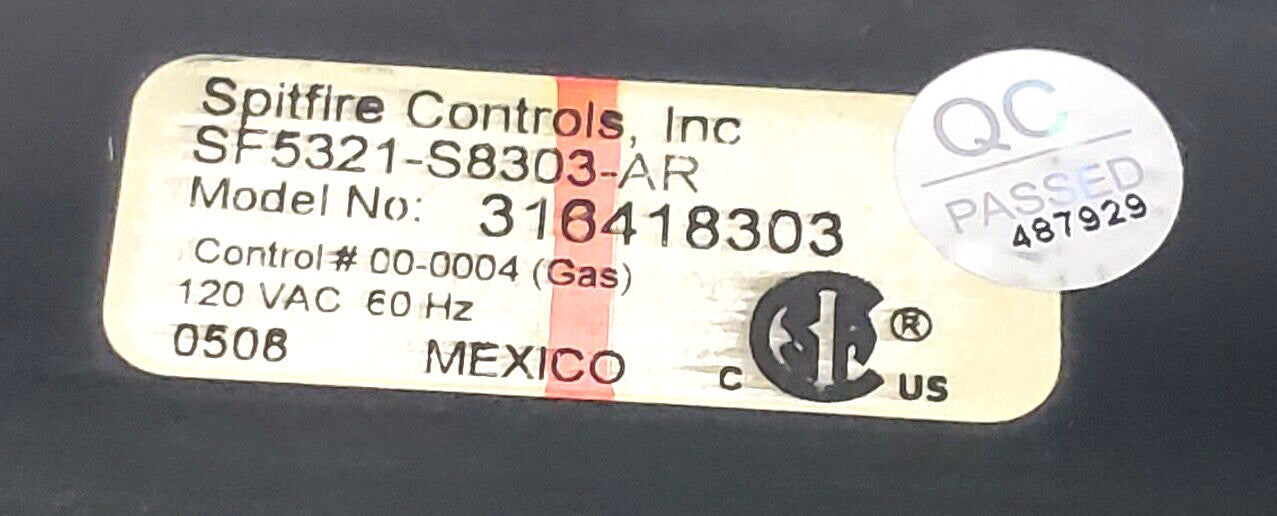 Spitfire Controls, Inc
SF5321-S8303-AR
Model No: 316418303
Control # 00-0004 (Gas)
120 VAC 60 Hz
0508
MEXICO
C
®
US
QC
PASSED
487929